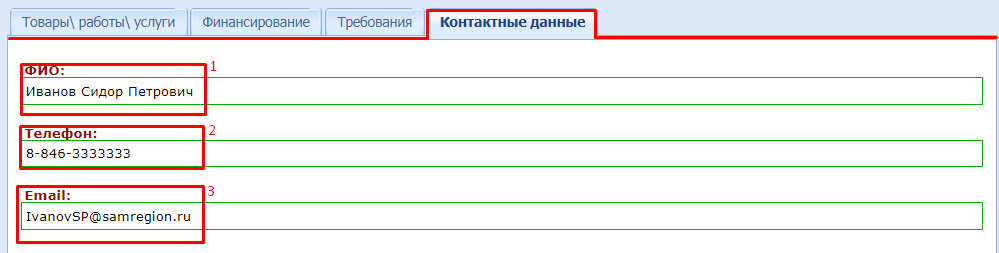 Товары\ работы\ услуги Финансирование Требования Контактные данные
ФИО: 1
Иванов Сидор Петрович
Телефон: 2
8-846-3333333
Email: 3
IvanovSP@samregion.ru